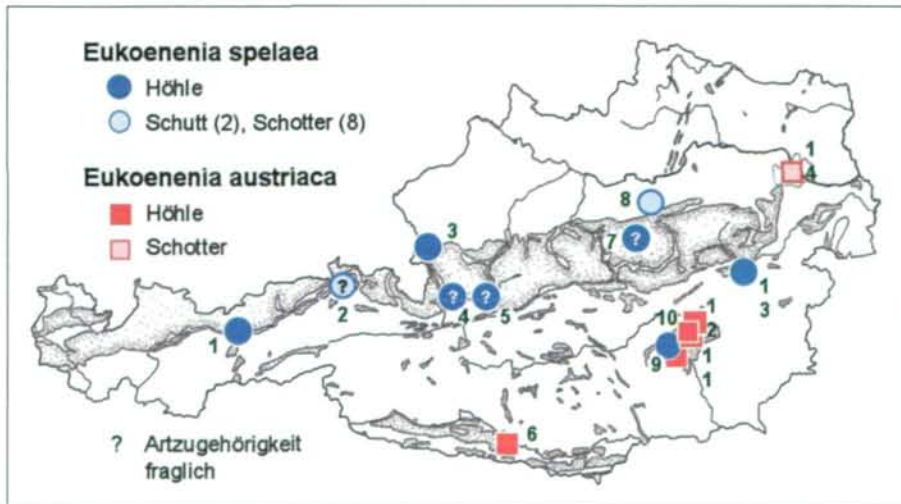 Eukoenenia spelaea
Höhle
Schutt (2), Schotter (8)
Eukoenenia austriaca
Höhle
Schotter
? Artzugehörigkeit
fraglich
1
4
8
3
7 ?
?
2
? ?
4 5
1
3
1
10
2
1
9
1
1
6